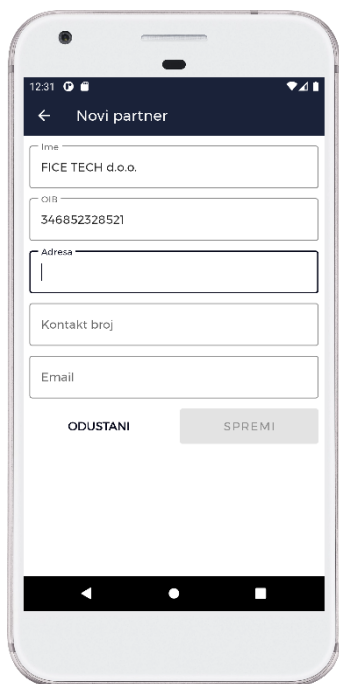 12:31
Novi partner
Ime
FICE TECH d.o.o.
OIB
346852328521
Adresa
Kontakt broj
Email
ODUSTANI SPREMI